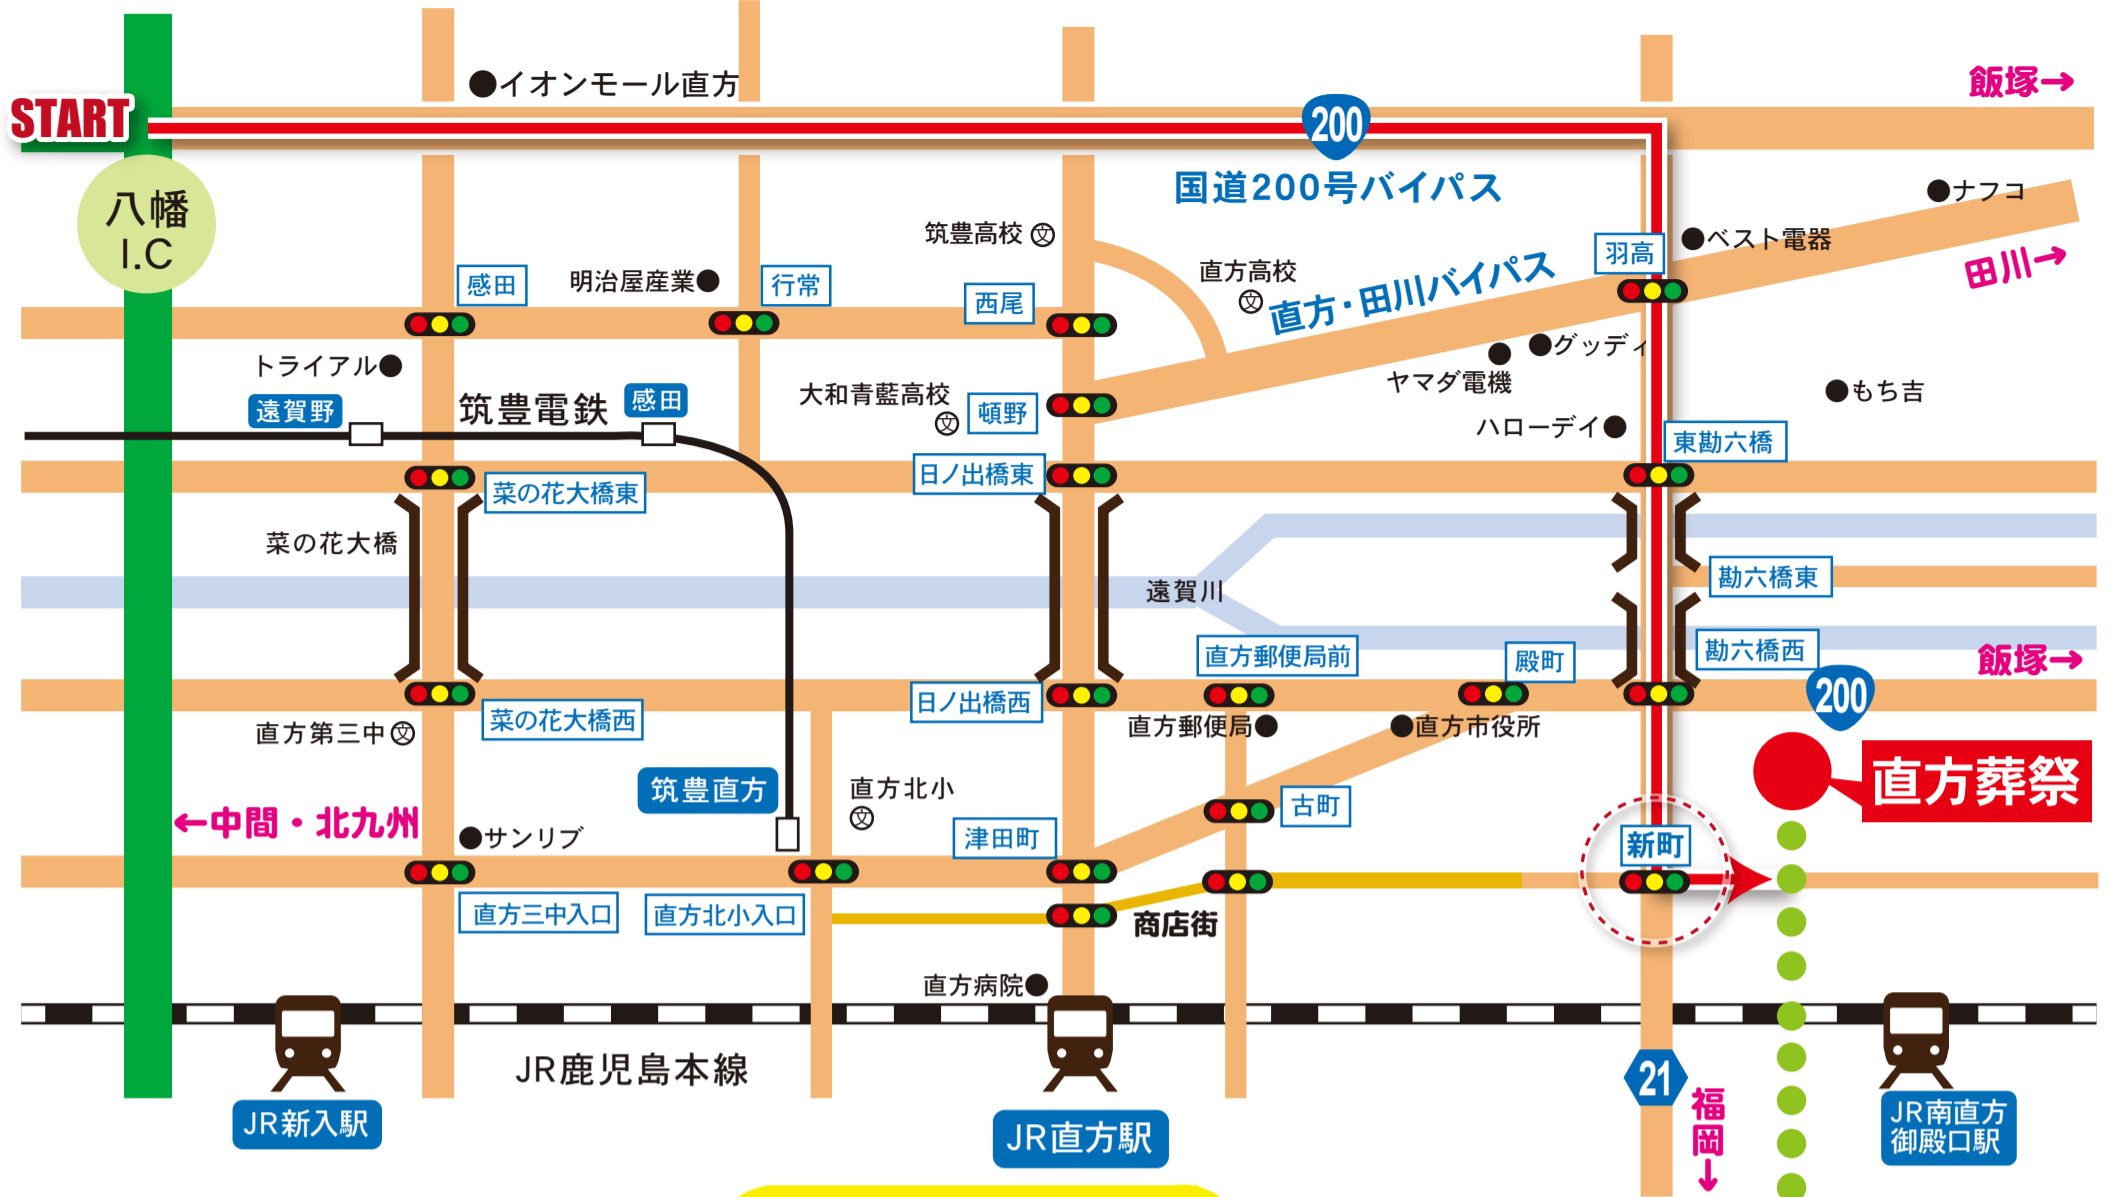 ●イオンモール直方
飯塚→
START
200
国道200号バイパス
八幡
I.C
●ナフコ
筑豊高校 文
羽高
●ベスト電器
田川→
感田
明治屋産業●
行常
西尾
直方高校
文
直方・田川バイパス
トライアル●
●グッディ
ヤマダ電機
遠賀野
筑豊電鉄
感田
大和青藍高校
文
頓野
●もち吉
ハローデイ●
東勘六橋
日ノ出橋東
菜の花大橋東
菜の花大橋
遠賀川
勘六橋東
直方郵便局前
殿町
勘六橋西
飯塚→
200
日ノ出橋西
菜の花大橋西
直方第三中文
直方郵便局●
●直方市役所
直方葬祭
筑豊直方
直方北小
文
←中間・北九州
●サンリブ
津田町
古町
新町
直方三中入口
直方北小入口
商店街
直方病院●
JR鹿児島本線
21
福岡↓
JR新入駅
JR直方駅
JR南直方
御殿口駅